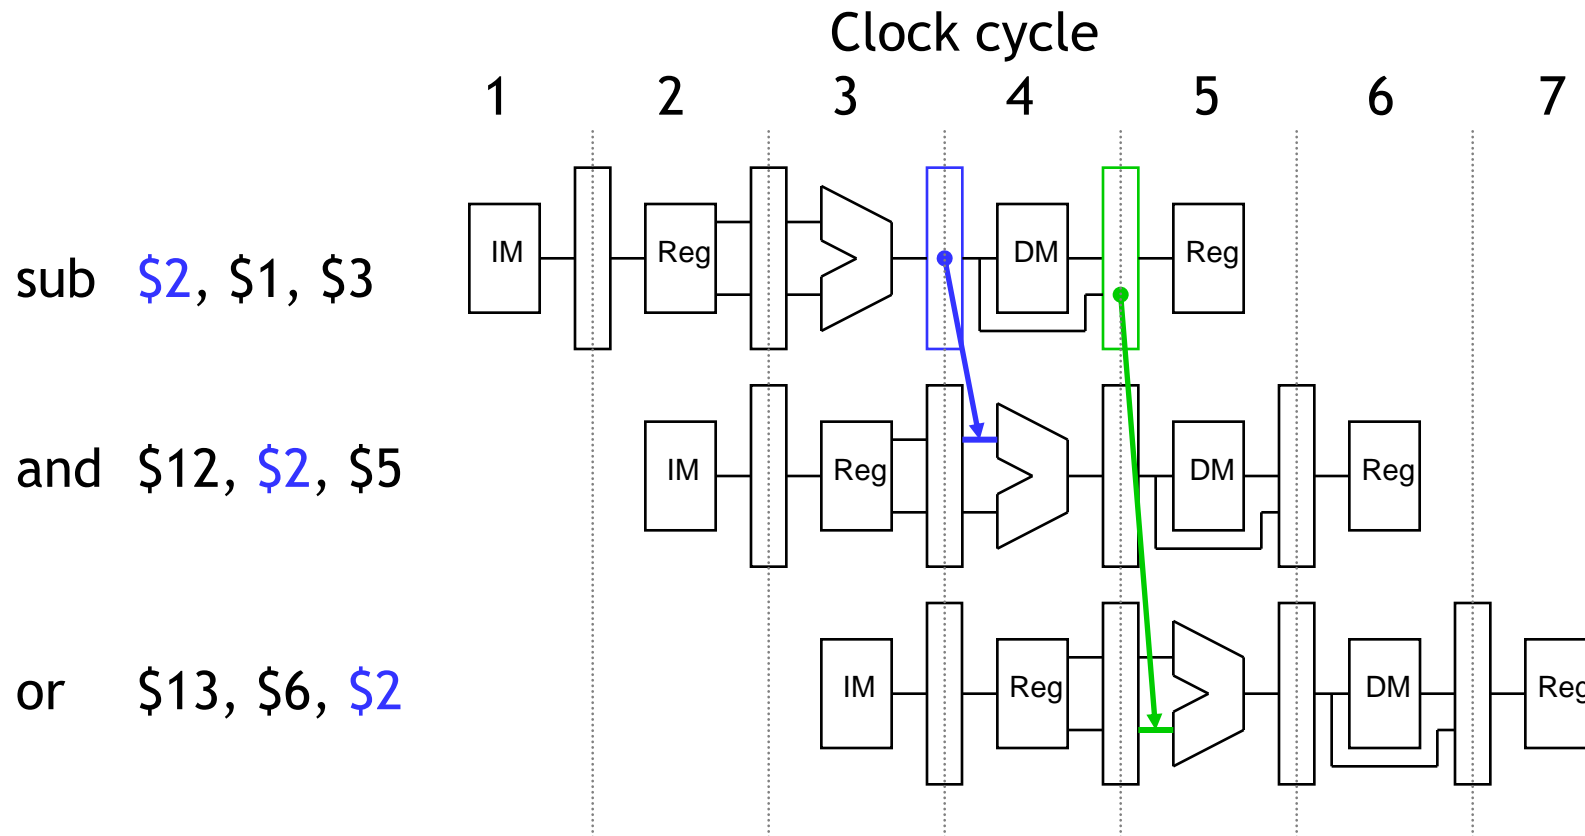 Clock cycle
1 2 3 4 5 6 7
IM Reg DM Reg
sub $2, $1, $3
IM Reg DM Reg
and $12, $2, $5
IM Reg DM Reg
or $13, $6, $2